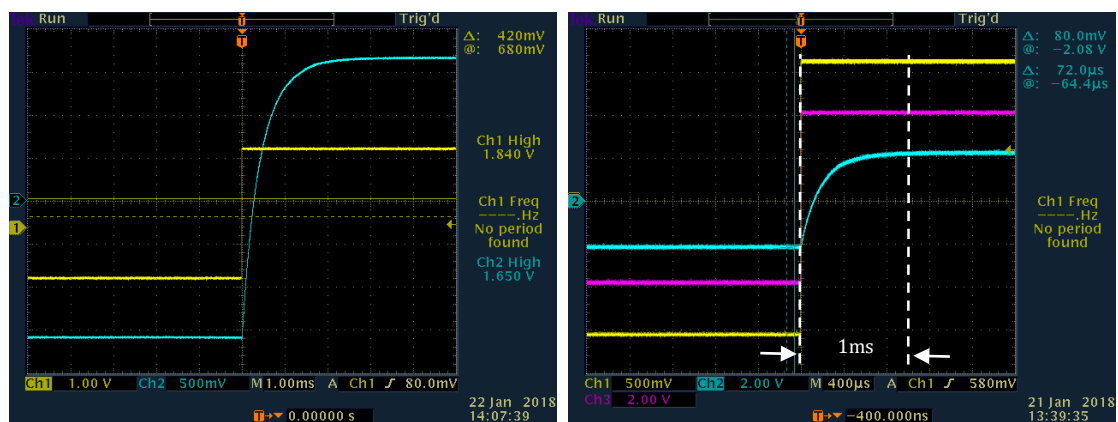 Run
Trig'd
T
T
Δ: 420mV
@: 680mV
Ch1 High
1.840 V
2
Ch1 Freq
----.Hz
No period
found
1
Ch2 High
1.650 V
Ch1 1.00 V Ch2 500mV M 1.00ms A Ch1 ƒ 80.0mV
22 Jan 2018
14:07:39
T→▼ 0.00000 s
Run
Trig'd
T
T
Δ: 80.0mV
@: −2.08 V
Δ: 72.0µs
@: −64.4µs
2
Ch1 Freq
----.Hz
No period
found
1ms
Ch1 500mV Ch2 2.00 V M 400µs A Ch1 ƒ 580mV
Ch3 2.00 V
21 Jan 2018
13:39:35
T→▼ −400.000ns